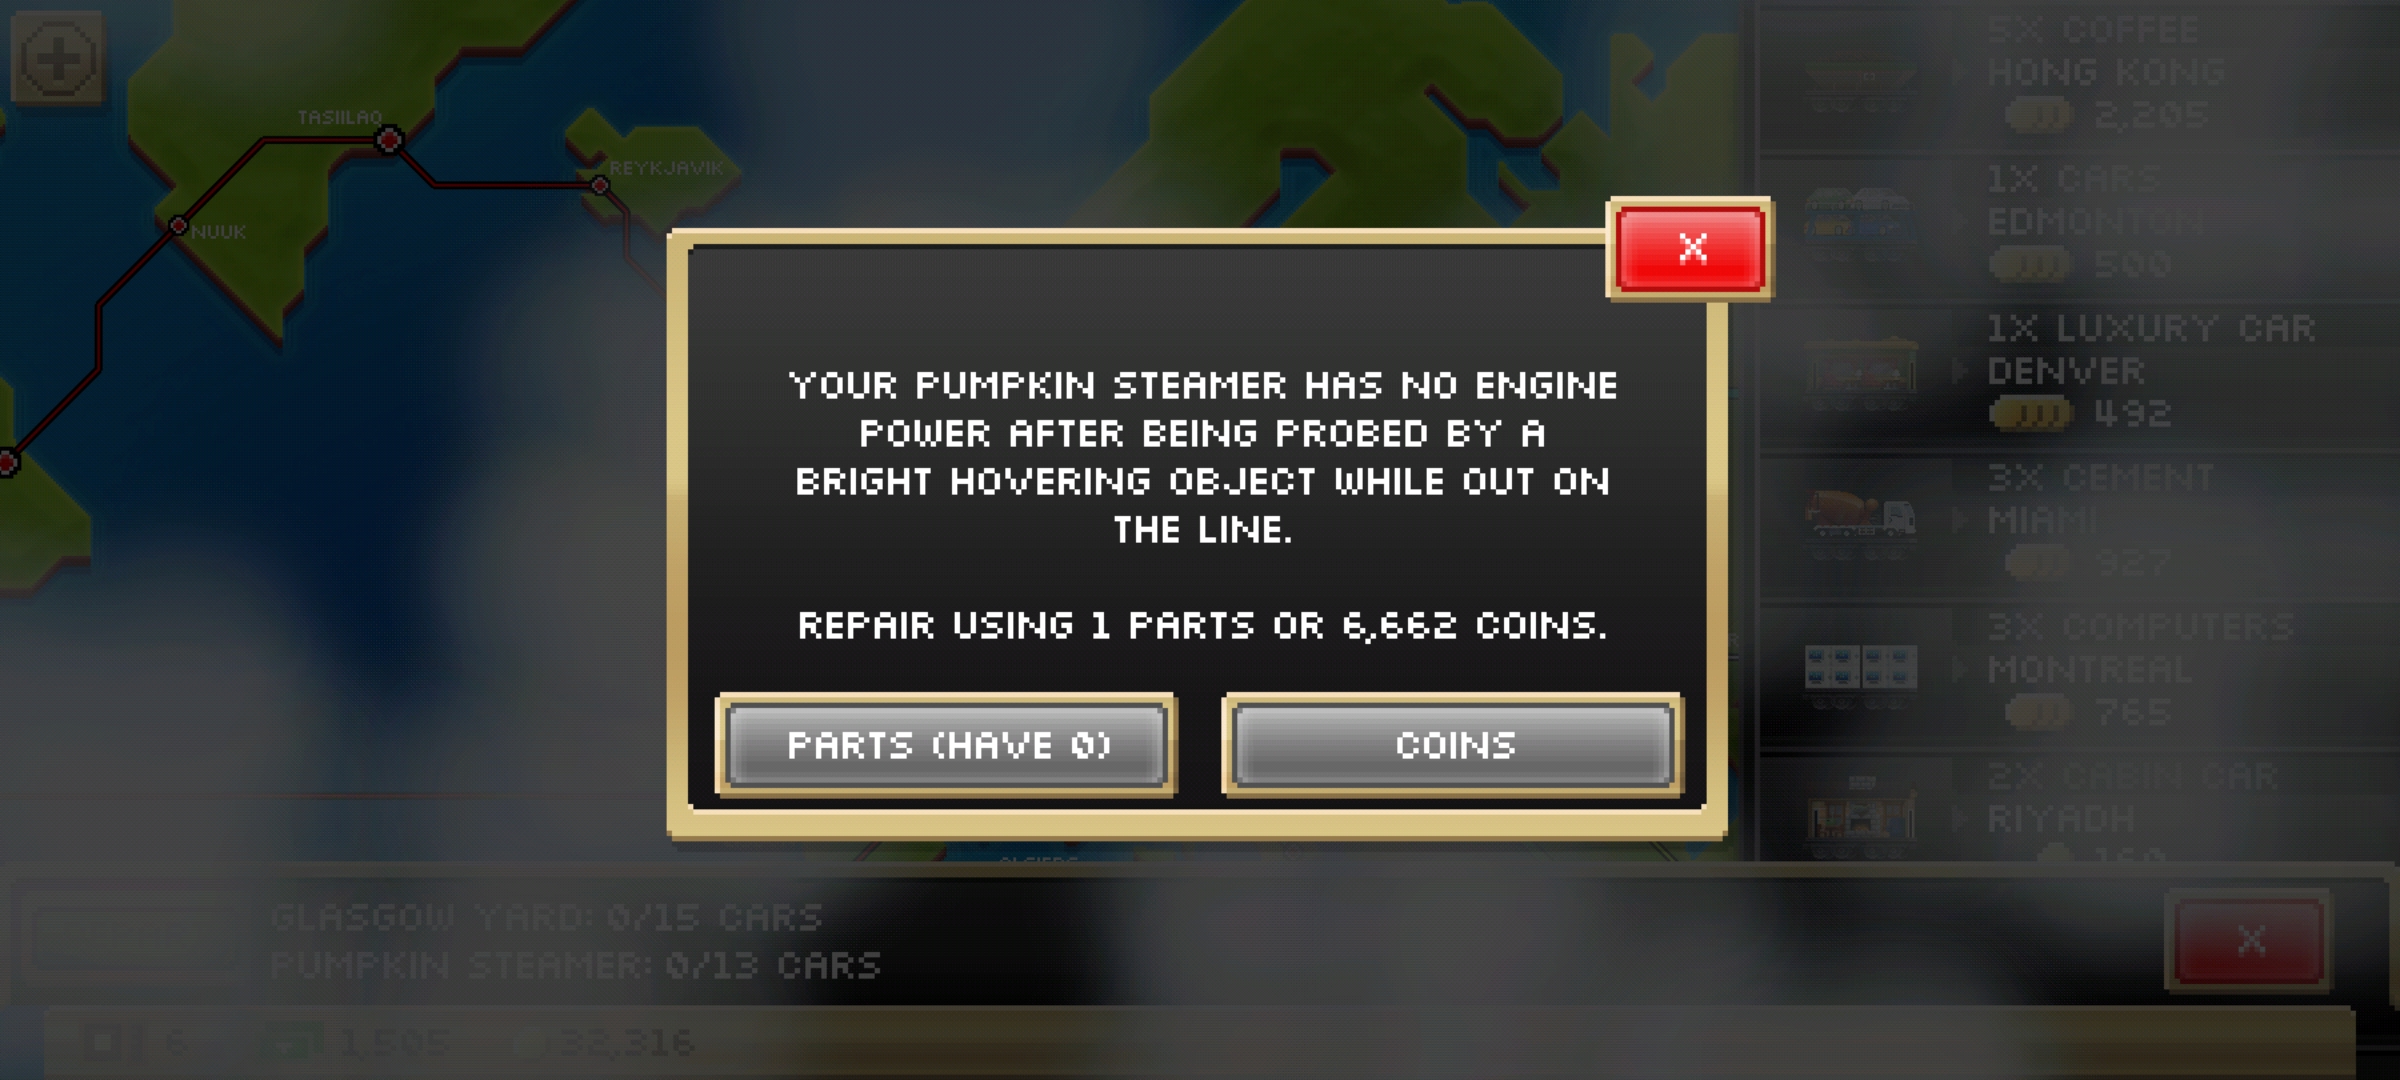 TASIILAQ
REYKJAVIK
NUUK
5X COFFEE
HONG KONG
2,205
1X CARS
EDMONTON
500
1X LUXURY CAR
DENVER
492
3X CEMENT
MIAMI
927
3X COMPUTERS
MONTREAL
765
2X CABIN CAR
RIYADH
160
X
YOUR PUMPKIN STEAMER HAS NO ENGINE
POWER AFTER BEING PROBED BY A
BRIGHT HOVERING OBJECT WHILE OUT ON
THE LINE.
REPAIR USING 1 PARTS OR 6,662 COINS.
PARTS (HAVE 0)
COINS
ALGIERS
GLASGOW YARD: 0/15 CARS
PUMPKIN STEAMER: 0/13 CARS
X
6
1,505
32,316